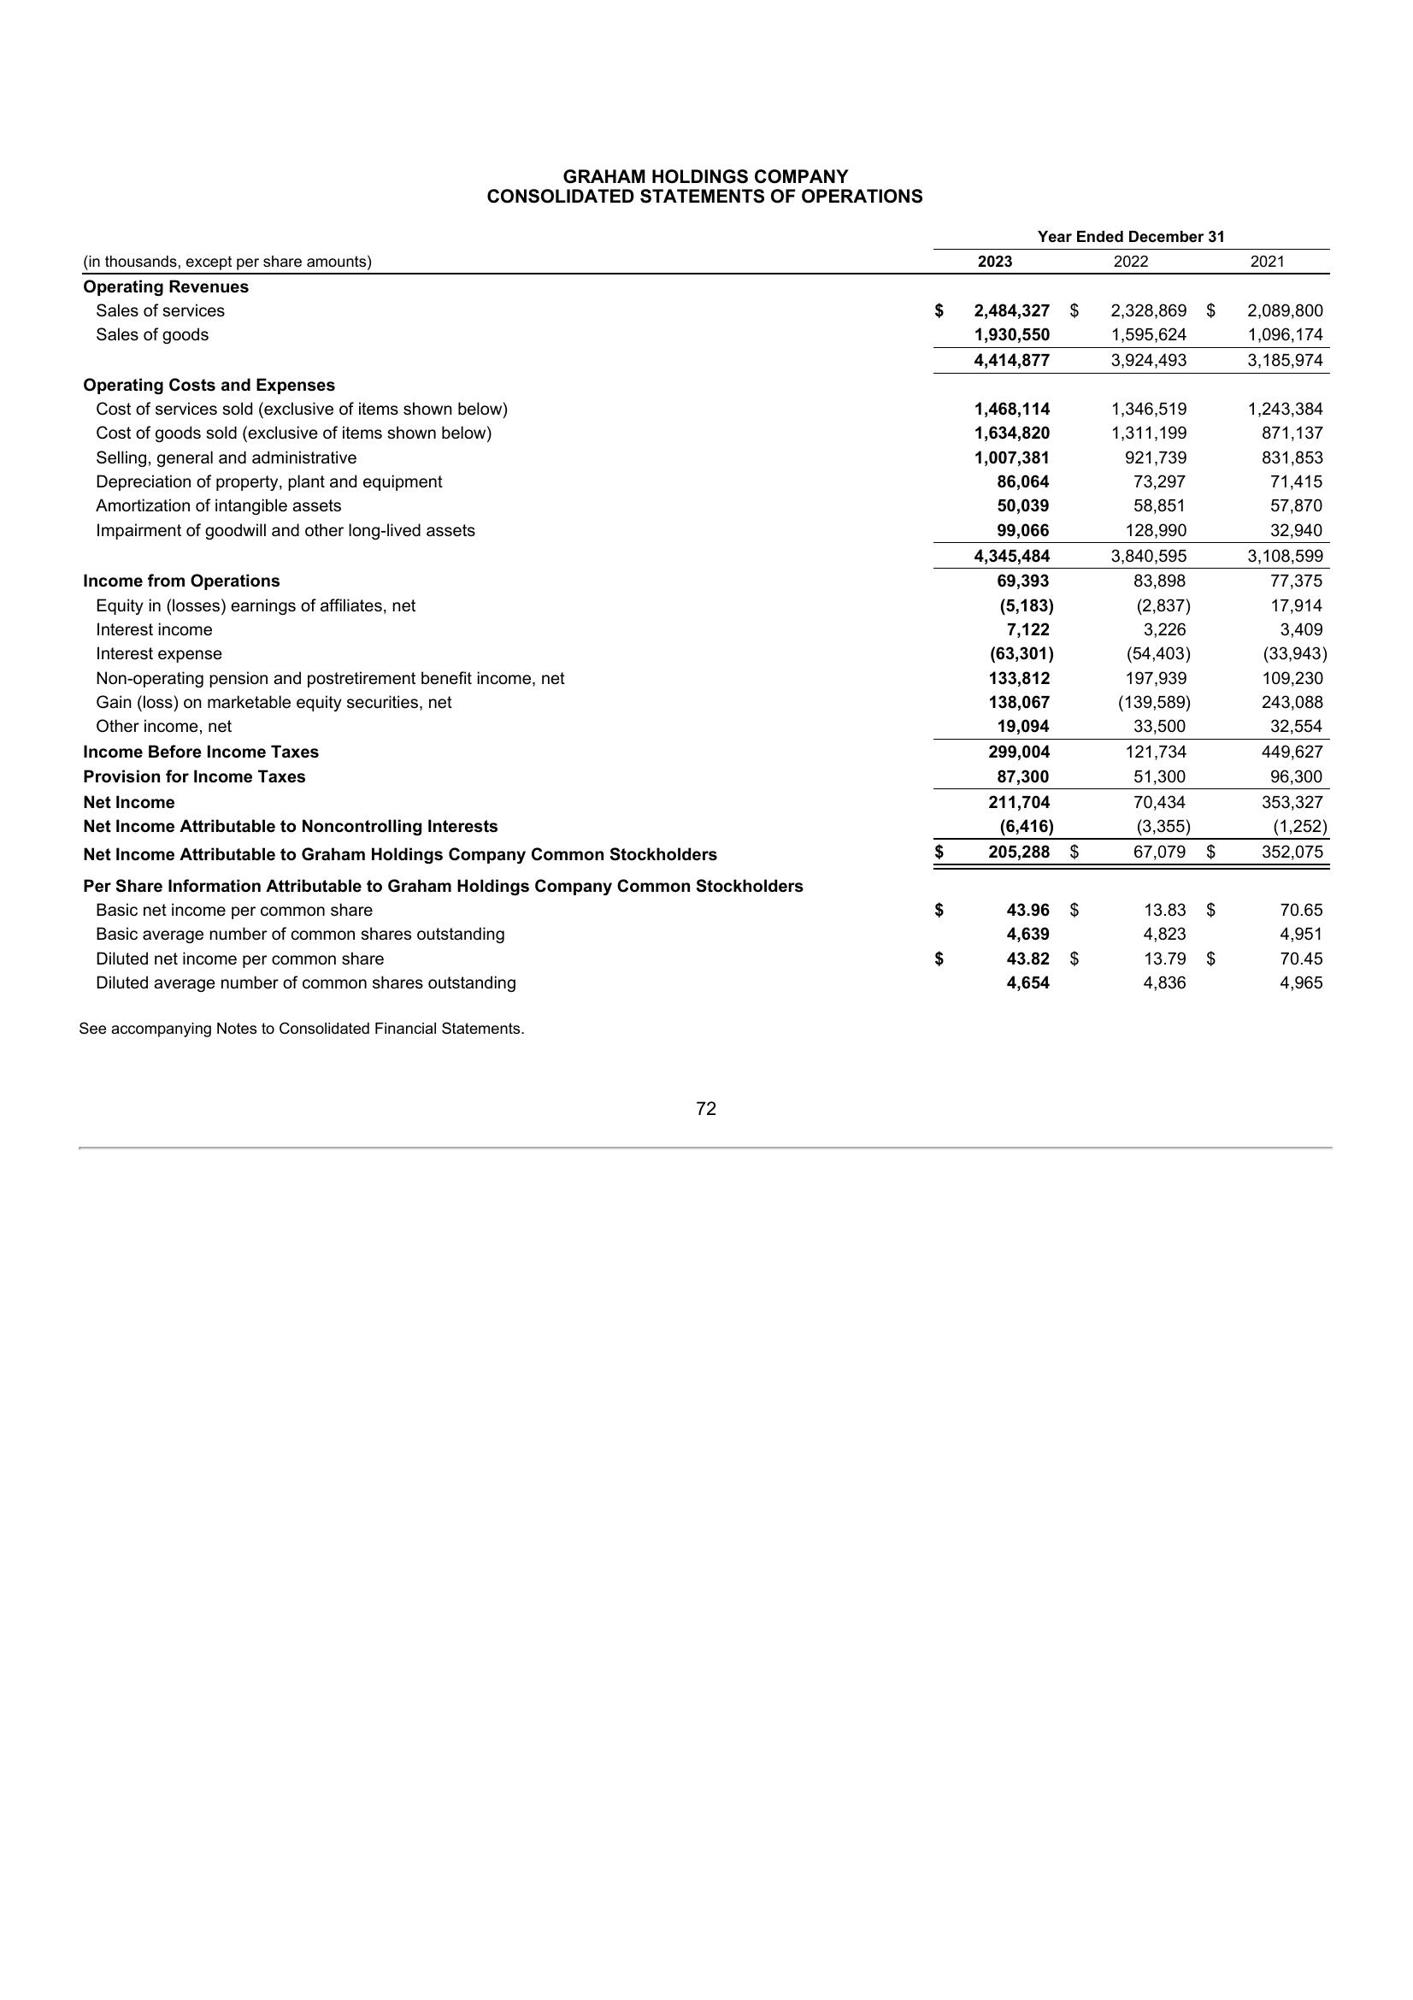 GRAHAM HOLDINGS COMPANY
CONSOLIDATED STATEMENTS OF OPERATIONS
Year Ended December 31
(in thousands, except per share amounts) 2023 2022 2021
Operating Revenues
Sales of services $ 2,484,327 $ 2,328,869 $ 2,089,800
Sales of goods 1,930,550 1,595,624 1,096,174
4,414,877 3,924,493 3,185,974
Operating Costs and Expenses
Cost of services sold (exclusive of items shown below) 1,468,114 1,346,519 1,243,384
Cost of goods sold (exclusive of items shown below) 1,634,820 1,311,199 871,137
Selling, general and administrative 1,007,381 921,739 831,853
Depreciation of property, plant and equipment 86,064 73,297 71,415
Amortization of intangible assets 50,039 58,851 57,870
Impairment of goodwill and other long-lived assets 99,066 128,990 32,940
4,345,484 3,840,595 3,108,599
Income from Operations 69,393 83,898 77,375
Equity in (losses) earnings of affiliates, net (5,183) (2,837) 17,914
Interest income 7,122 3,226 3,409
Interest expense (63,301) (54,403) (33,943)
Non-operating pension and postretirement benefit income, net 133,812 197,939 109,230
Gain (loss) on marketable equity securities, net 138,067 (139,589) 243,088
Other income, net 19,094 33,500 32,554
Income Before Income Taxes 299,004 121,734 449,627
Provision for Income Taxes 87,300 51,300 96,300
Net Income 211,704 70,434 353,327
Net Income Attributable to Noncontrolling Interests (6,416) (3,355) (1,252)
Net Income Attributable to Graham Holdings Company Common Stockholders $ 205,288 $ 67,079 $ 352,075
Per Share Information Attributable to Graham Holdings Company Common Stockholders
Basic net income per common share $ 43.96 $ 13.83 $ 70.65
Basic average number of common shares outstanding 4,639 4,823 4,951
Diluted net income per common share $ 43.82 $ 13.79 $ 70.45
Diluted average number of common shares outstanding 4,654 4,836 4,965
See accompanying Notes to Consolidated Financial Statements.
72